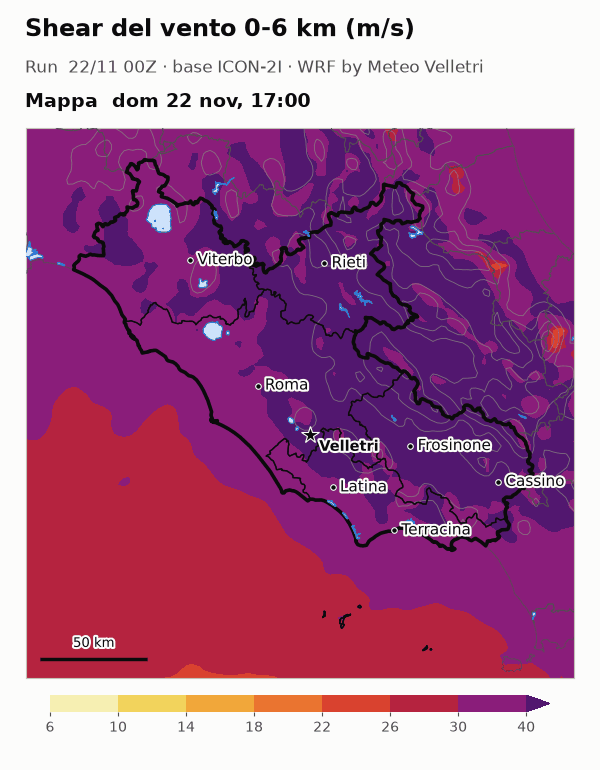 Shear del vento 0-6 km (m/s)
Run 22/11 00Z · base ICON-2I · WRF by Meteo Velletri
Mappa dom 22 nov, 17:00
Viterbo
Rieti
Roma
Velletri
Frosinone
Cassino
Latina
Terracina
50 km
6 10 14 18 22 26 30 40